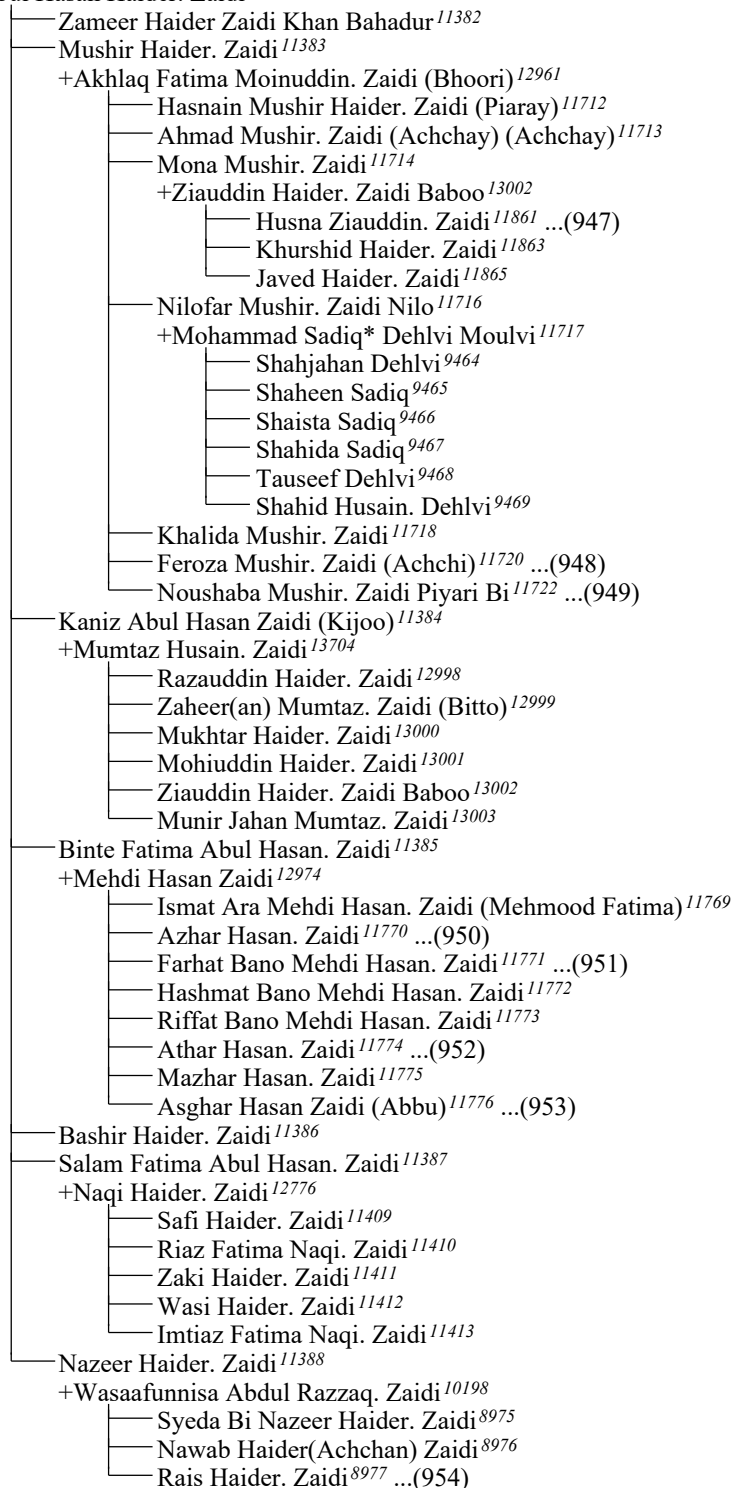 Zameer Haider Zaidi Khan Bahadur 11382
Mushir Haider. Zaidi 11383
+Akhlaq Fatima Moinuddin. Zaidi (Bhoori) 12961
Hasnain Mushir Haider. Zaidi (Piaray) 11712
Ahmad Mushir. Zaidi (Achchay) (Achchay) 11713
Mona Mushir. Zaidi 11714
+Ziauddin Haider. Zaidi Baboo 13002
Husna Ziauddin. Zaidi 11861 ...(947)
Khurshid Haider. Zaidi 11863
Javed Haider. Zaidi 11865
Nilofar Mushir. Zaidi Nilo 11716
+Mohammad Sadiq* Dehlvi Moulvi 11717
Shahjahan Dehlvi 9464
Shaheen Sadiq 9465
Shaista Sadiq 9466
Shahida Sadiq 9467
Tauseef Dehlvi 9468
Shahid Husain. Dehlvi 9469
Khalida Mushir. Zaidi 11718
Feroza Mushir. Zaidi (Achchi) 11720 ...(948)
Noushaba Mushir. Zaidi Piyari Bi 11722 ...(949)
Kaniz Abul Hasan Zaidi (Kijoo) 11384
+Mumtaz Husain. Zaidi 13704
Razauddin Haider. Zaidi 12998
Zaheer(an) Mumtaz. Zaidi (Bitto) 12999
Mukhtar Haider. Zaidi 13000
Mohiuddin Haider. Zaidi 13001
Ziauddin Haider. Zaidi Baboo 13002
Munir Jahan Mumtaz. Zaidi 13003
Binte Fatima Abul Hasan. Zaidi 11385
+Mehdi Hasan Zaidi 12974
Ismat Ara Mehdi Hasan. Zaidi (Mehmood Fatima) 11769
Azhar Hasan. Zaidi 11770 ...(950)
Farhat Bano Mehdi Hasan. Zaidi 11771 ...(951)
Hashmat Bano Mehdi Hasan. Zaidi 11772
Riffat Bano Mehdi Hasan. Zaidi 11773
Athar Hasan. Zaidi 11774 ...(952)
Mazhar Hasan. Zaidi 11775
Asghar Hasan Zaidi (Abbu) 11776 ...(953)
Bashir Haider. Zaidi 11386
Salam Fatima Abul Hasan. Zaidi 11387
+Naqi Haider. Zaidi 12776
Safi Haider. Zaidi 11409
Riaz Fatima Naqi. Zaidi 11410
Zaki Haider. Zaidi 11411
Wasi Haider. Zaidi 11412
Imtiaz Fatima Naqi. Zaidi 11413
Nazeer Haider. Zaidi 11388
+Wasaafunnisa Abdul Razzaq. Zaidi 10198
Syeda Bi Nazeer Haider. Zaidi 8975
Nawab Haider(Achchan) Zaidi 8976
Rais Haider. Zaidi 8977 ...(954)